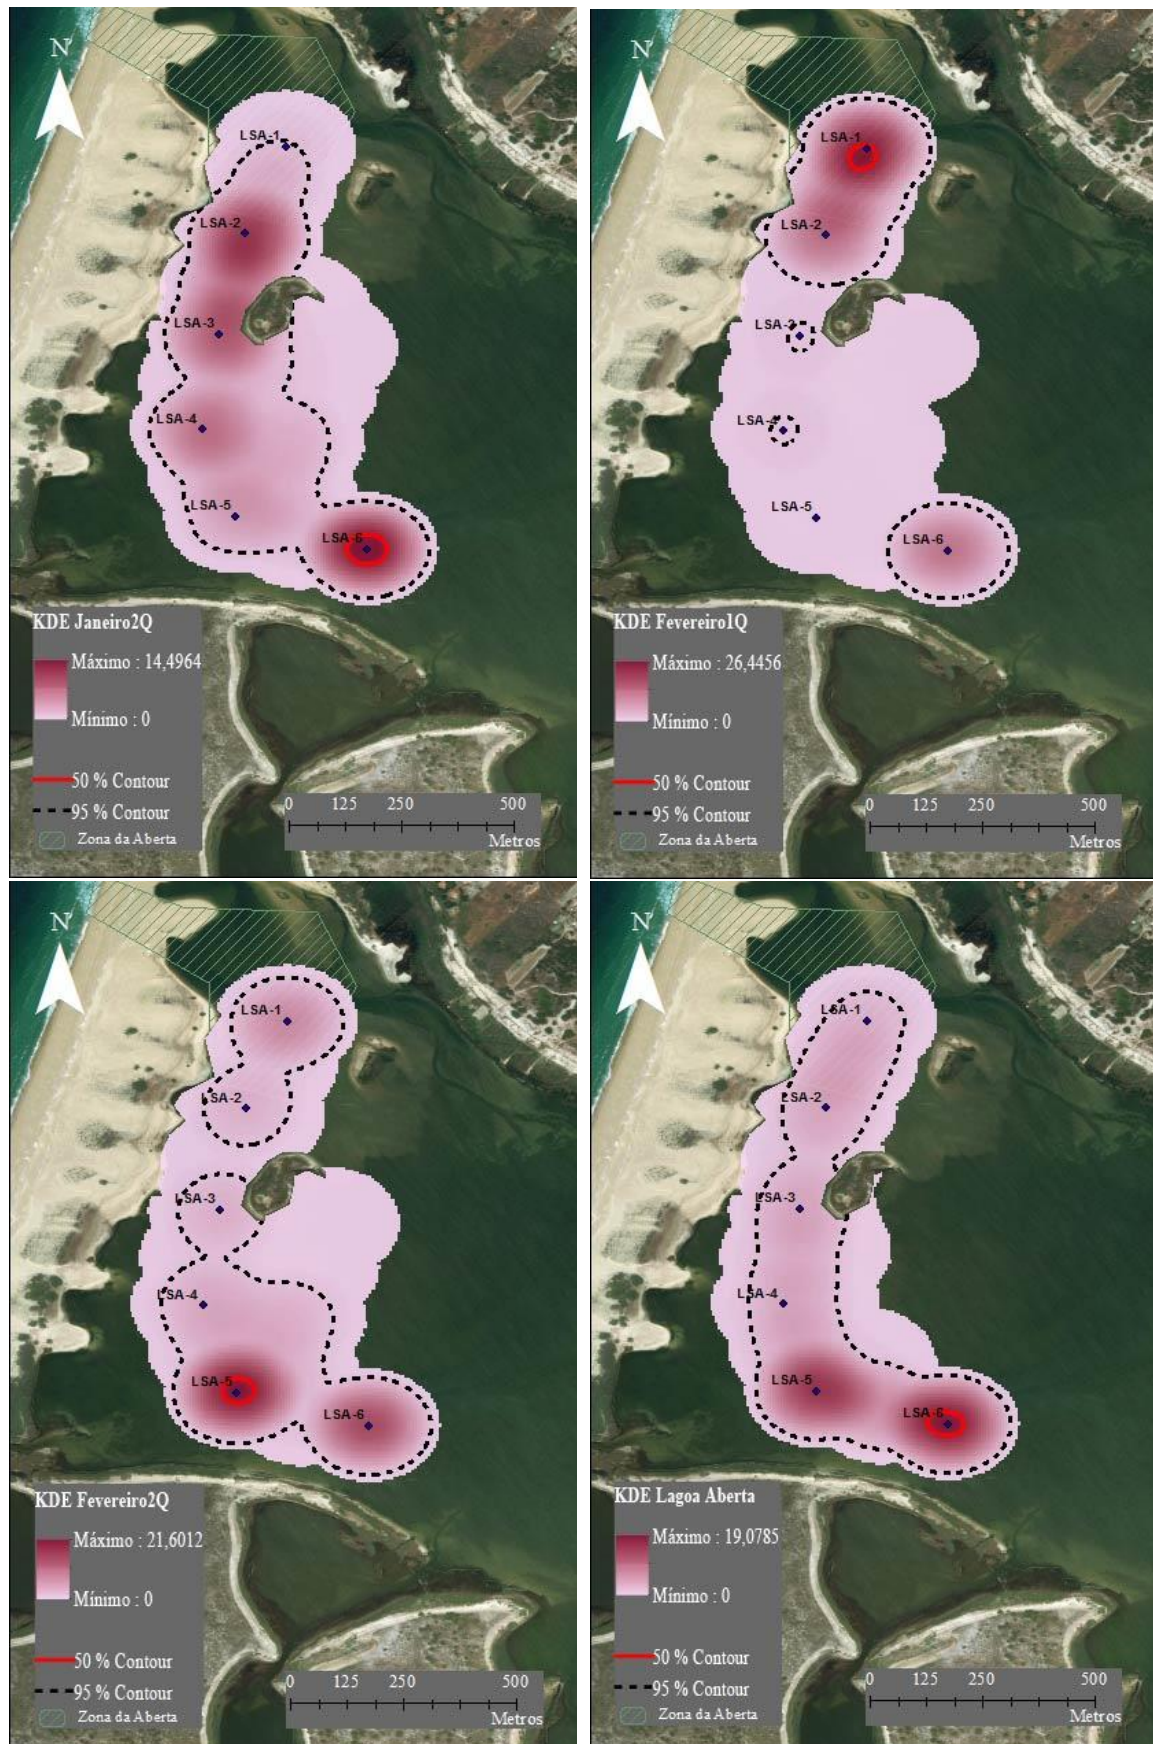 N
LSA-1
LSA-2
LSA-3
LSA-4
LSA-5
LSA-6
KDE Janeiro2Q
Máximo : 14,4964
Mínimo : 0
50 % Contour
95 % Contour
Zona da Aberta
0 125 250 500
Metros
N
LSA-1
LSA-2
LSA-3
LSA-4
LSA-5
LSA-6
KDE Fevereiro1Q
Máximo : 26,4456
Mínimo : 0
50 % Contour
95 % Contour
Zona da Aberta
0 125 250 500
Metros
N
LSA-1
LSA-2
LSA-3
LSA-4
LSA-5
LSA-6
KDE Fevereiro2Q
Máximo : 21,6012
Mínimo : 0
50 % Contour
95 % Contour
Zona da Aberta
0 125 250 500
Metros
N
LSA-1
LSA-2
LSA-3
LSA-4
LSA-5
LSA-6
KDE Lagoa Aberta
Máximo : 19,0785
Mínimo : 0
50 % Contour
95 % Contour
Zona da Aberta
0 125 250 500
Metros